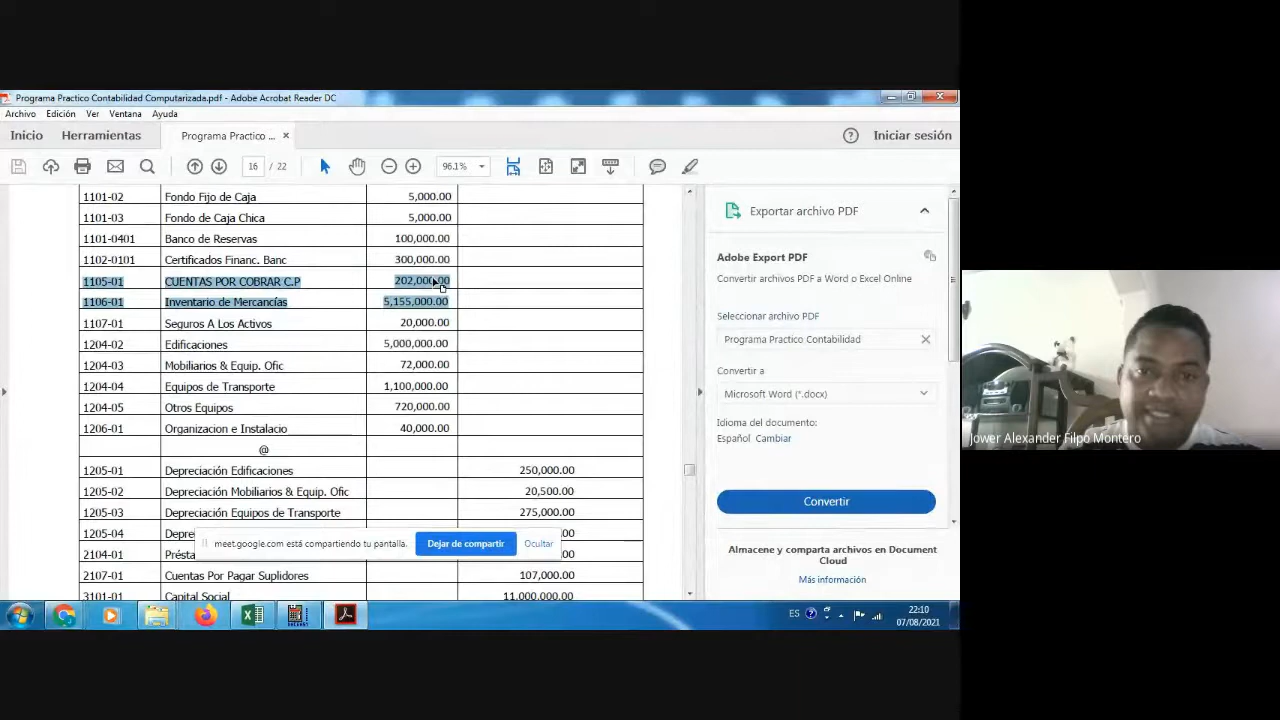 Programa Practico Contabilidad Computarizada.pdf - Adobe Acrobat Reader DC
Archivo Edición Ver Ventana Ayuda
Inicio Herramientas Programa Practico ... × Iniciar sesión
16 / 22 96.1%
1101-02 Fondo Fijo de Caja 5,000.00
1101-03 Fondo de Caja Chica 5,000.00
1101-0401 Banco de Reservas 100,000.00
1102-0101 Certificados Financ. Banc 300,000.00
1105-01 CUENTAS POR COBRAR C.P 202,000.00
1106-01 Inventario de Mercancías 5,155,000.00
1107-01 Seguros A Los Activos 20,000.00
1204-02 Edificaciones 5,000,000.00
1204-03 Mobiliarios & Equip. Ofic 72,000.00
1204-04 Equipos de Transporte 1,100,000.00
1204-05 Otros Equipos 720,000.00
1206-01 Organizacion e Instalacio 40,000.00
@
1205-01 Depreciación Edificaciones 250,000.00
1205-02 Depreciación Mobiliarios & Equip. Ofic 20,500.00
1205-03 Depreciación Equipos de Transporte 275,000.00
1205-04
2104-01
2107-01 Cuentas Por Pagar Suplidores 107,000.00
3101-01 Capital Social 11,000,000.00
meet.google.com está compartiendo tu pantalla. Dejar de compartir Ocultar
Exportar archivo PDF
Adobe Export PDF
Convertir archivos PDF a Word o Excel Online
Seleccionar archivo PDF
Programa Practico Contabilidad
Convertir a
Microsoft Word (*.docx)
Idioma del documento:
Español Cambiar
Convertir
Almacene y comparta archivos en Document
Cloud
Más información
ES 22:10
07/08/2021
Jower Alexander Filpo Montero